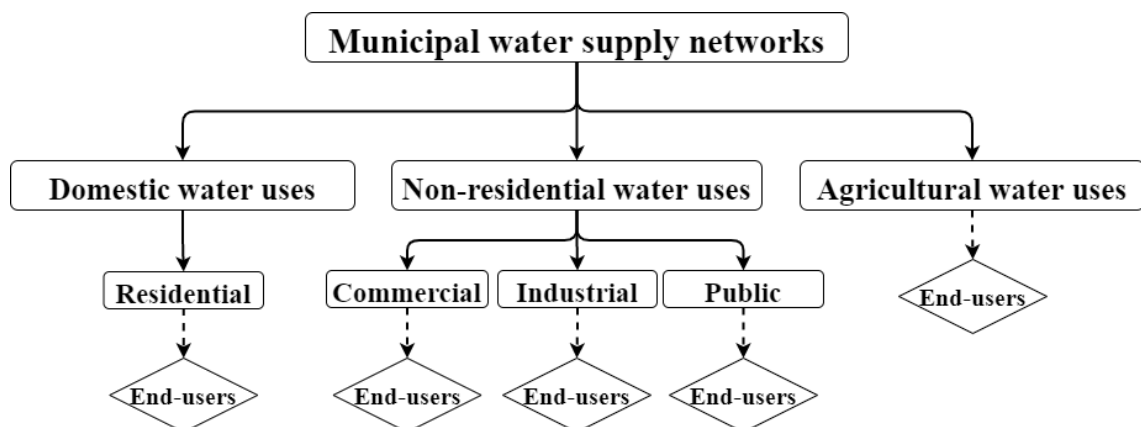 Municipal water supply networks
Domestic water uses
Non-residential water uses
Agricultural water uses
Residential
Commercial
Industrial
Public
End-users
End-users
End-users
End-users
End-users